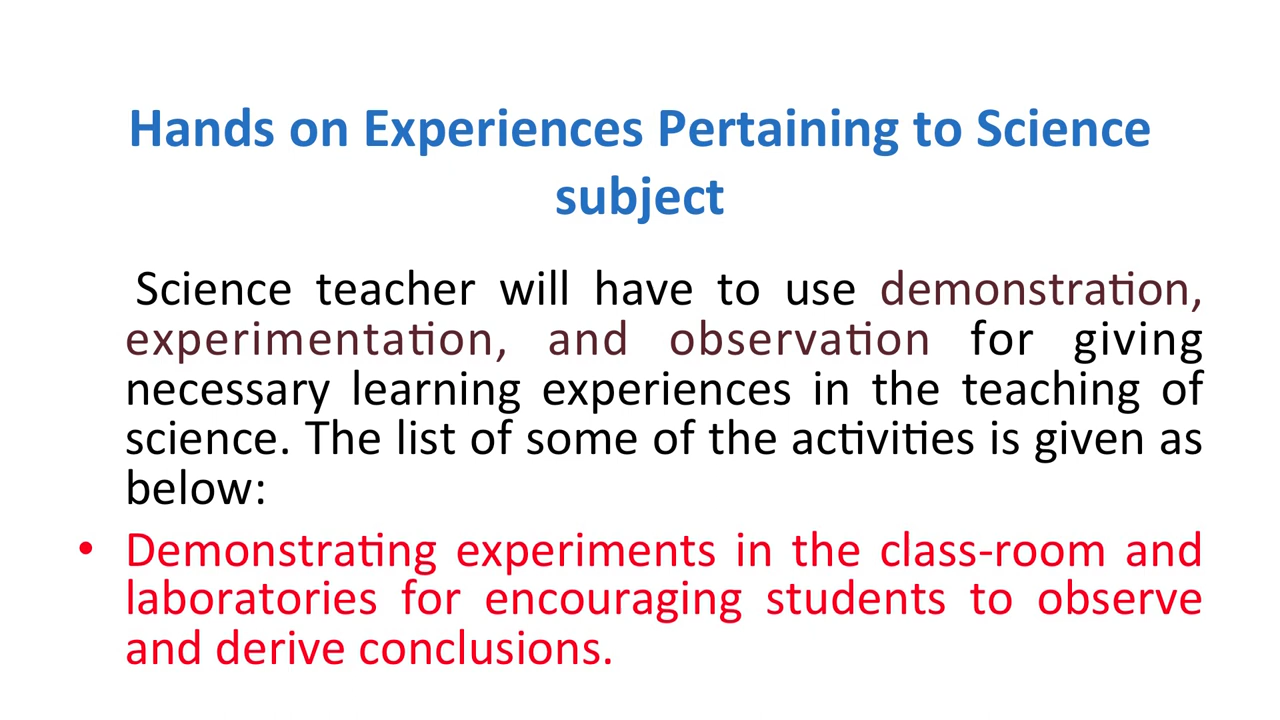 Hands on Experiences Pertaining to Science
subject
Science teacher will have to use demonstration,
experimentation, and observation for giving
necessary learning experiences in the teaching of
science. The list of some of the activities is given as
below:
• Demonstrating experiments in the class-room and
laboratories for encouraging students to observe
and derive conclusions.